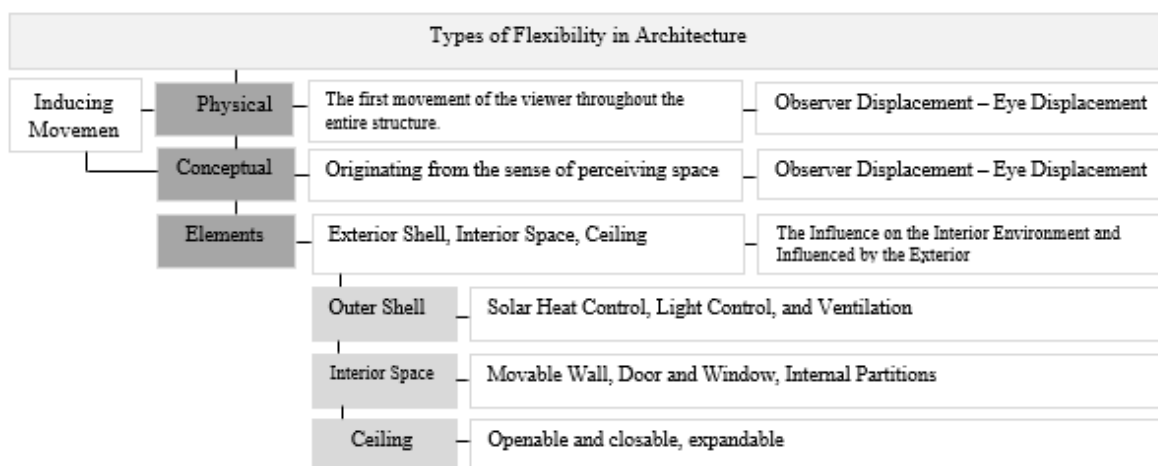 Types of Flexibility in Architecture
Inducing
Movemen
Physical
The first movement of the viewer throughout the
entire structure.
Observer Displacement – Eye Displacement
Conceptual
Originating from the sense of perceiving space
Observer Displacement – Eye Displacement
Elements
Exterior Shell, Interior Space, Ceiling
The Influence on the Interior Environment and
Influenced by the Exterior
Outer Shell
Solar Heat Control, Light Control, and Ventilation
Interior Space
Movable Wall, Door and Window, Internal Partitions
Ceiling
Openable and closable, expandable